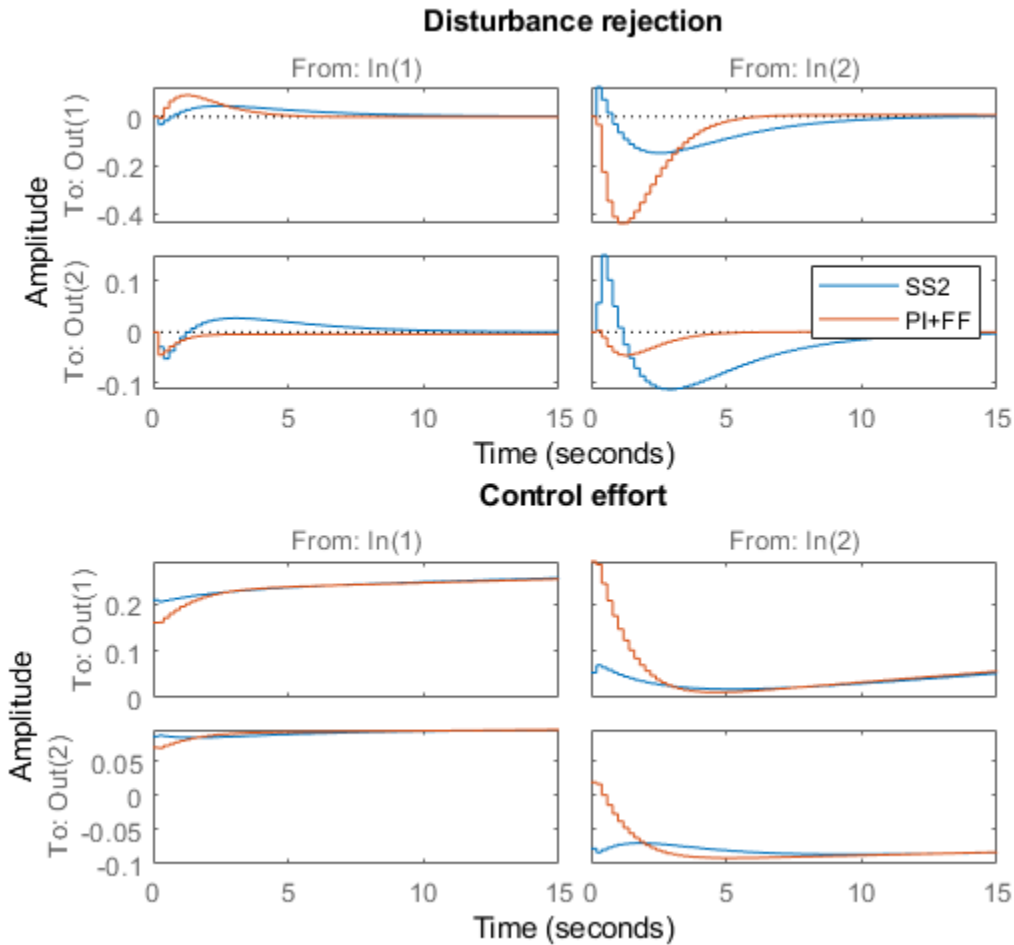 Disturbance rejection
From: In(1)
From: In(2)
Amplitude
To: Out(1)
0
-0.2
-0.4
To: Out(2)
0.1
0
-0.1
SS2
PI+FF
0
5
10
15
0
5
10
15
Time (seconds)
Control effort
From: In(1)
From: In(2)
Amplitude
To: Out(1)
0.2
0.1
0
To: Out(2)
0.05
0
-0.05
-0.1
0
5
10
15
0
5
10
15
Time (seconds)